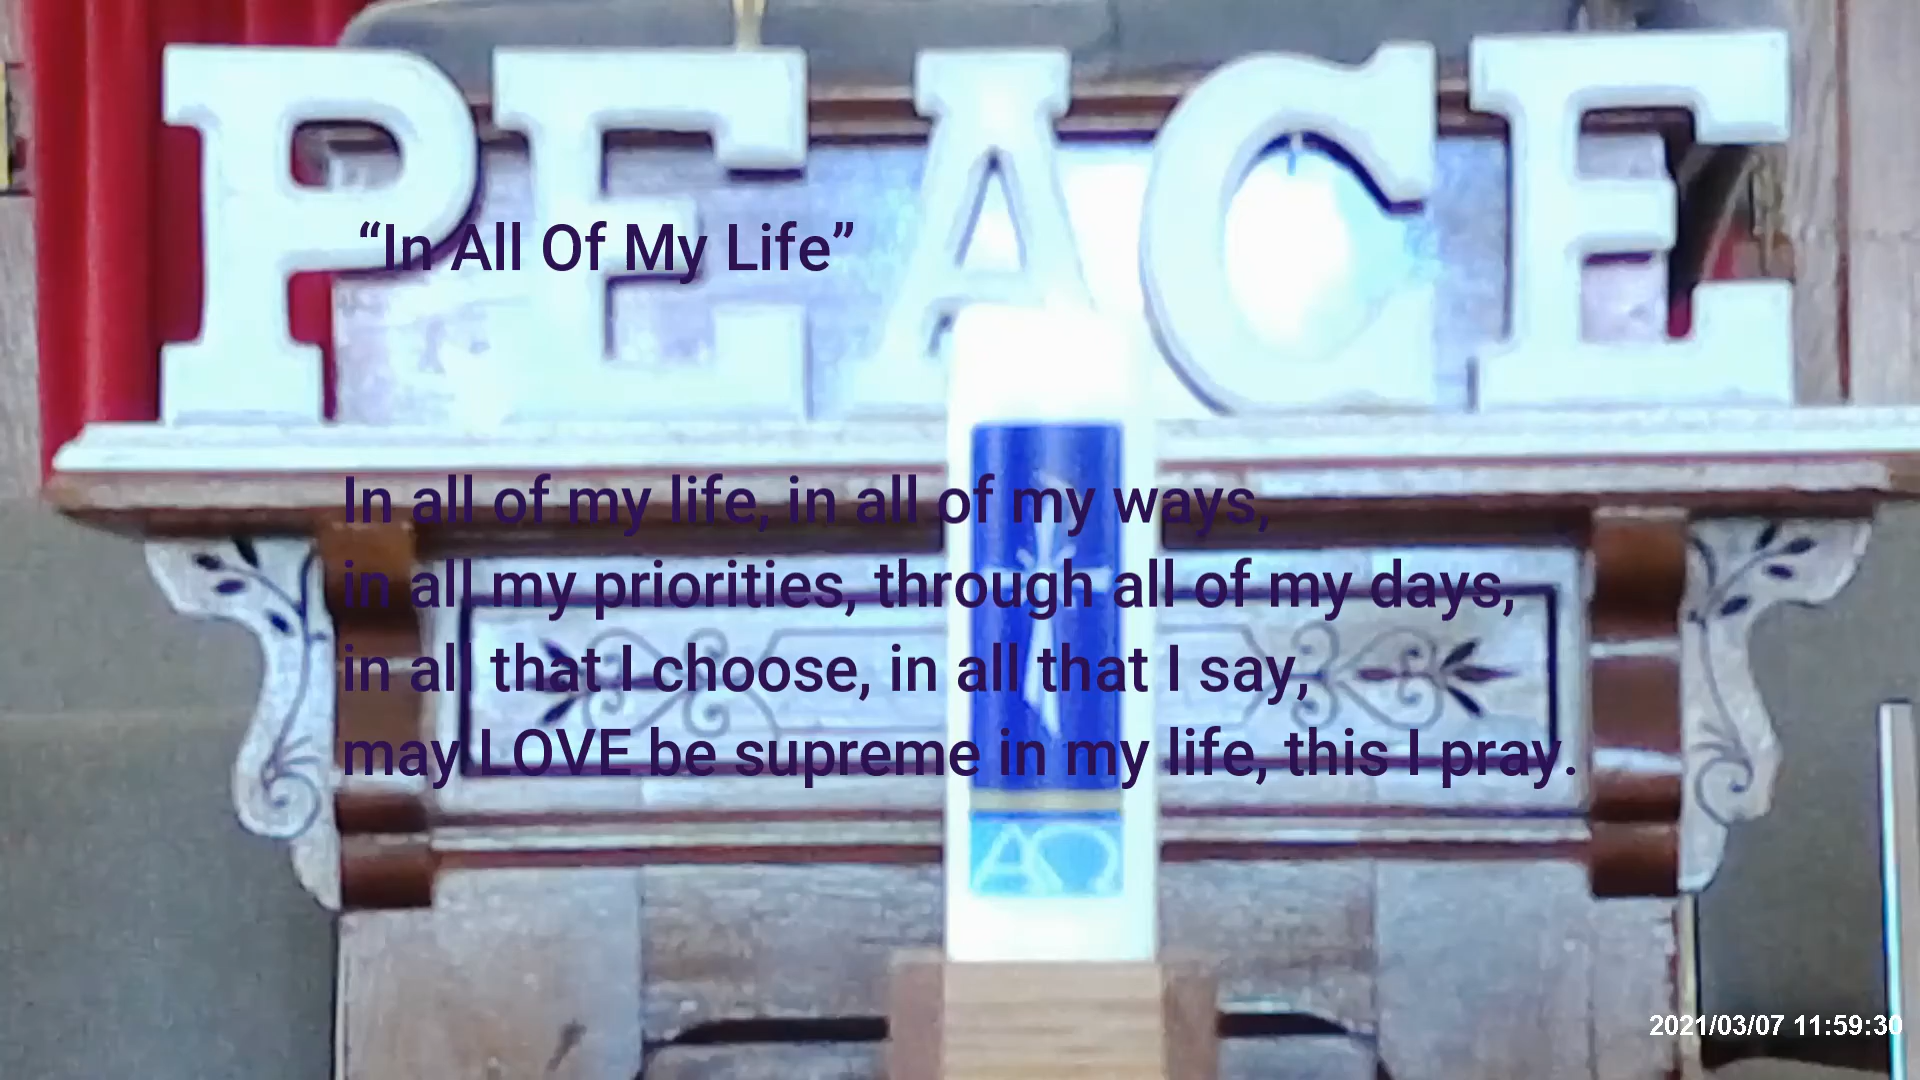 PEACE
“In All Of My Life”
In all of my life, in all of my ways,
in all my priorities, through all of my days,
in all that I choose, in all that I say,
may LOVE be supreme in my life, this I pray.
ΑΩ
2021/03/07 11:59:30